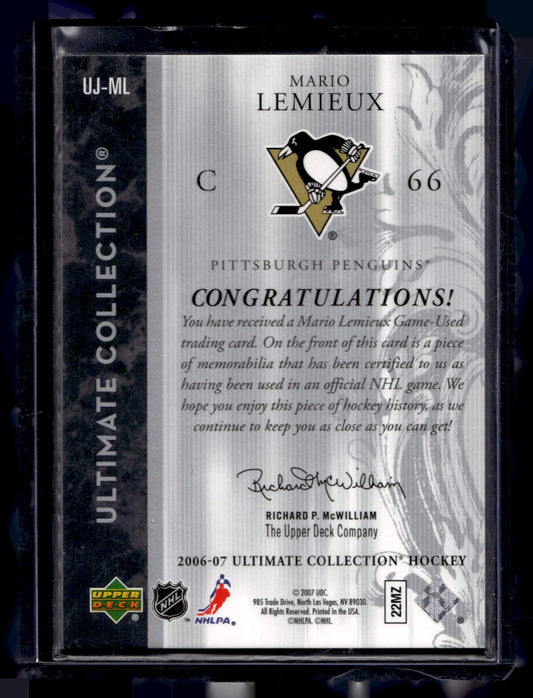 UJ-ML
ULTIMATE COLLECTION®
MARIO
LEMIEUX
C 66
®
PITTSBURGH PENGUINS®
CONGRATULATIONS!
You have received a Mario Lemieux Game-Used
trading card. On the front of this card is a piece
of memorabilia that has been certified to us as
having been used in an official NHL game. We
hope you enjoy this piece of hockey history, as we
continue to keep you as close as you can get!
Richard P. McWilliam
RICHARD P. McWILLIAM
The Upper Deck Company
2006-07 ULTIMATE COLLECTION® HOCKEY
UPPER
DECK
®
NHL
™
NHLPA.
®
© 2007 UDC.
985 Trade Drive, North Las Vegas, NV 89030.
All Rights Reserved. Printed in the USA.
©NHLPA. ©NHL.
22MZ
®